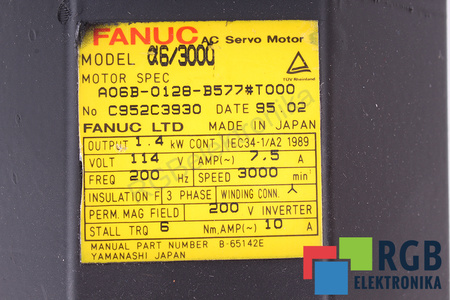 FANUC AC Servo Motor
MODEL α6/3000
MOTOR SPEC
TÜV Rheinland
A06B-0128-B577#T000
No C952C3930 DATE 95.02
FANUC LTD MADE IN JAPAN
OUTPUT 1.4 kW CONT. IEC34-1/A2 1989
VOLT 114 V AMP(~) 7.5 A
FREQ 200 Hz SPEED 3000 min⁻¹
INSULATION 3 PHASE WINDING CONN. Y
PERM. MAG FIELD 200 V INVERTER
STALL TRQ 6 Nm, AMP(~) 10 A
MANUAL PART NUMBER B-65142E
YAMANASHI JAPAN
RGB
ELEKTRONIKA